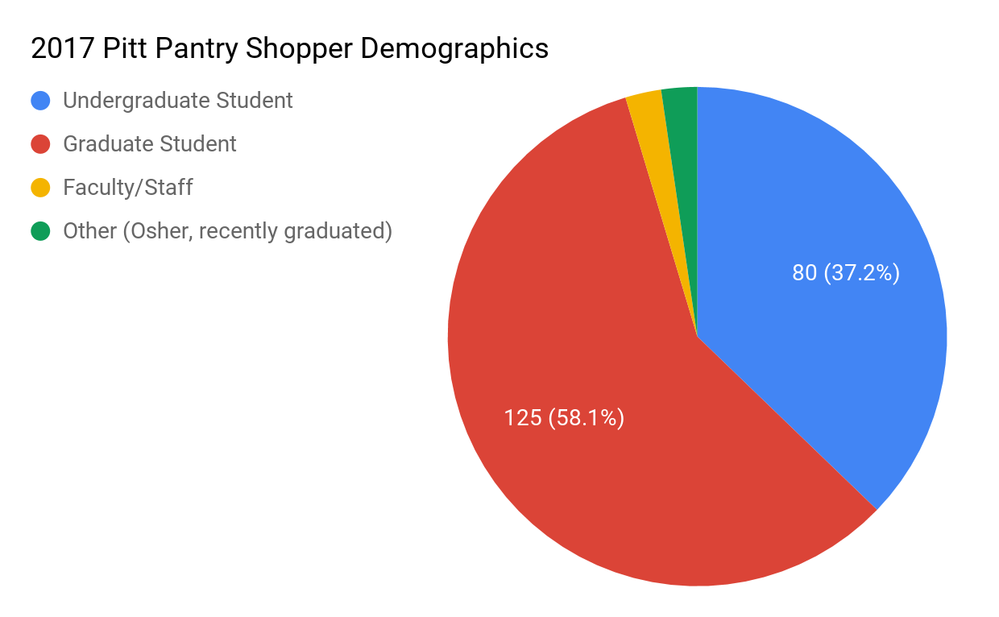 2017 Pitt Pantry Shopper Demographics
Undergraduate Student
Graduate Student
Faculty/Staff
Other (Osher, recently graduated)
80 (37.2%)
125 (58.1%)